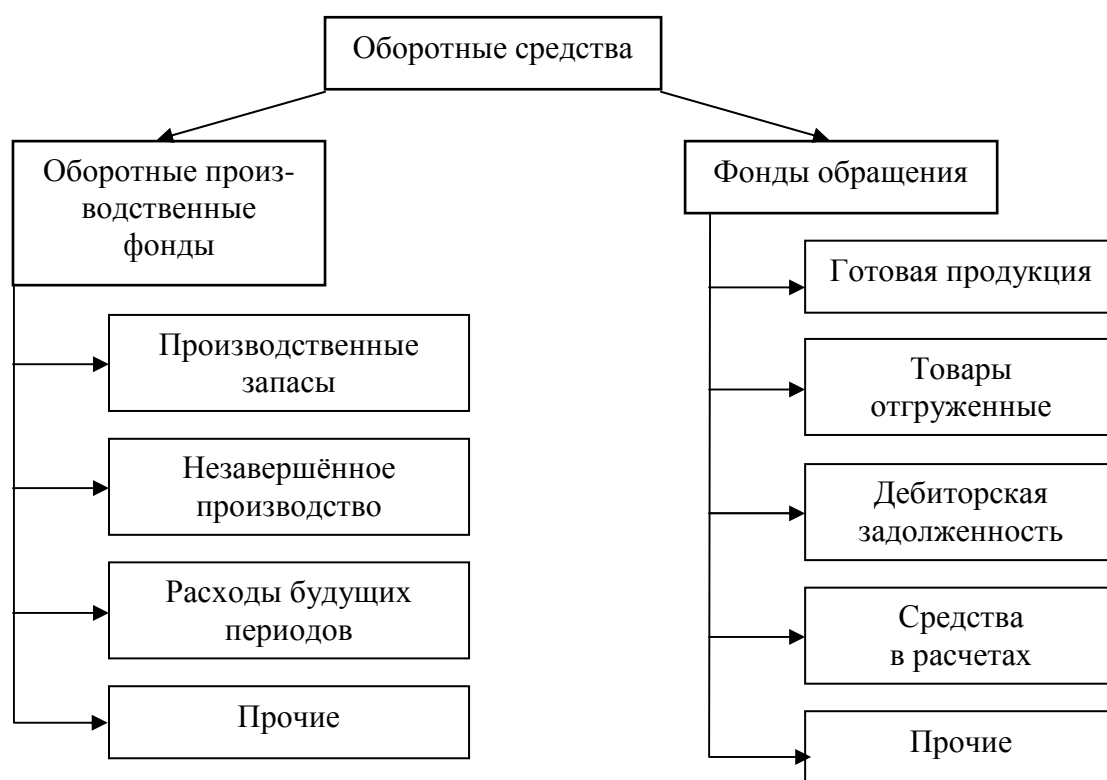 Оборотные средства
Оборотные произ-
водственные
фонды
Производственные
запасы
Незавершённое
производство
Расходы будущих
периодов
Прочие
Фонды обращения
Готовая продукция
Товары
отгруженные
Дебиторская
задолженность
Средства
в расчетах
Прочие